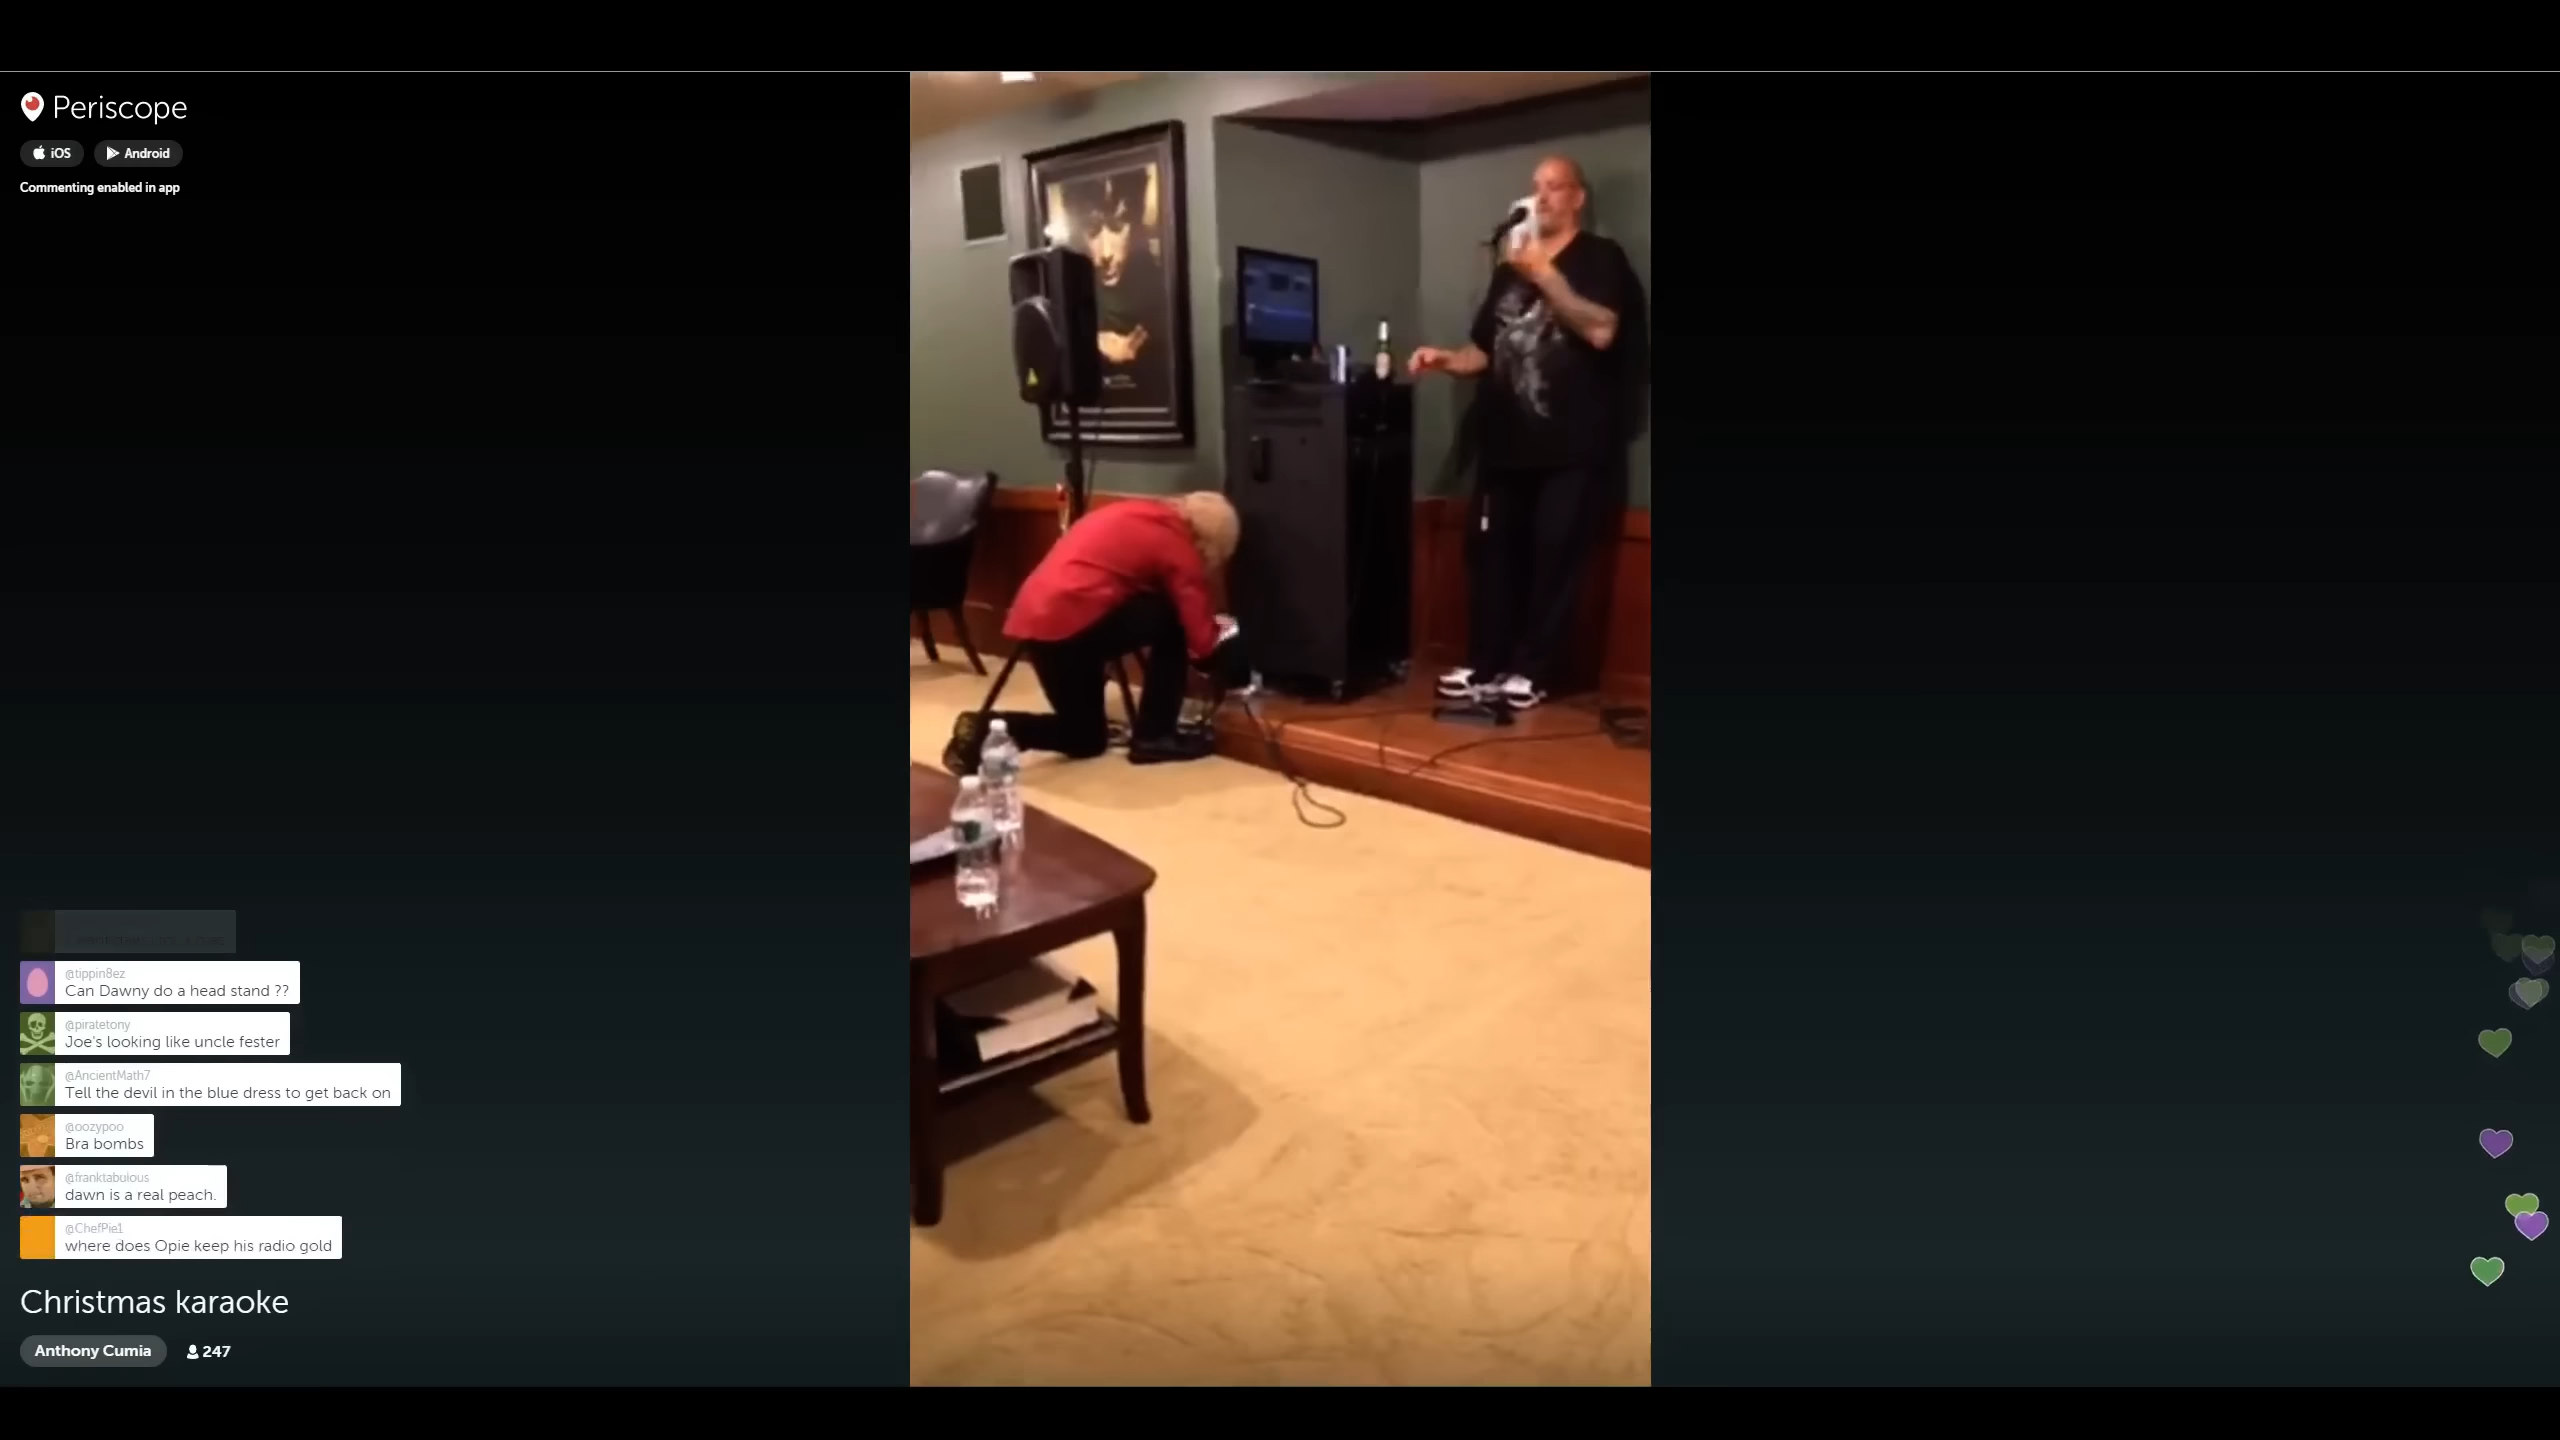 Periscope
iOS
Android
Commenting enabled in app
@tippin8ez
Can Dawny do a head stand ??
@piratetony
Joe's looking like uncle fester
@AncientMath7
Tell the devil in the blue dress to get back on
@oozypoo
Bra bombs
@franktabulous
dawn is a real peach.
@ChefPie1
where does Opie keep his radio gold
Christmas karaoke
Anthony Cumia
247